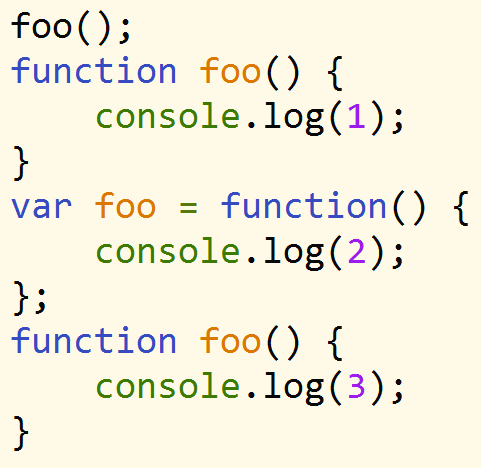 foo();
function foo() {
    console.log(1);
}
var foo = function() {
    console.log(2);
};
function foo() {
    console.log(3);
}